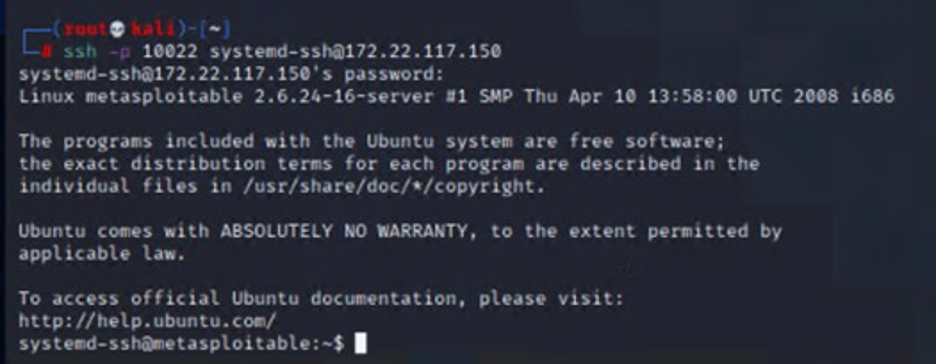 ┌──(root💀kali)-[~]
└─# ssh -p 10022 systemd-ssh@172.22.117.150
systemd-ssh@172.22.117.150's password:
Linux metasploitable 2.6.24-16-server #1 SMP Thu Apr 10 13:58:00 UTC 2008 i686
The programs included with the Ubuntu system are free software;
the exact distribution terms for each program are described in the
individual files in /usr/share/doc/*/copyright.
Ubuntu comes with ABSOLUTELY NO WARRANTY, to the extent permitted by
applicable law.
To access official Ubuntu documentation, please visit:
http://help.ubuntu.com/
systemd-ssh@metasploitable:~$